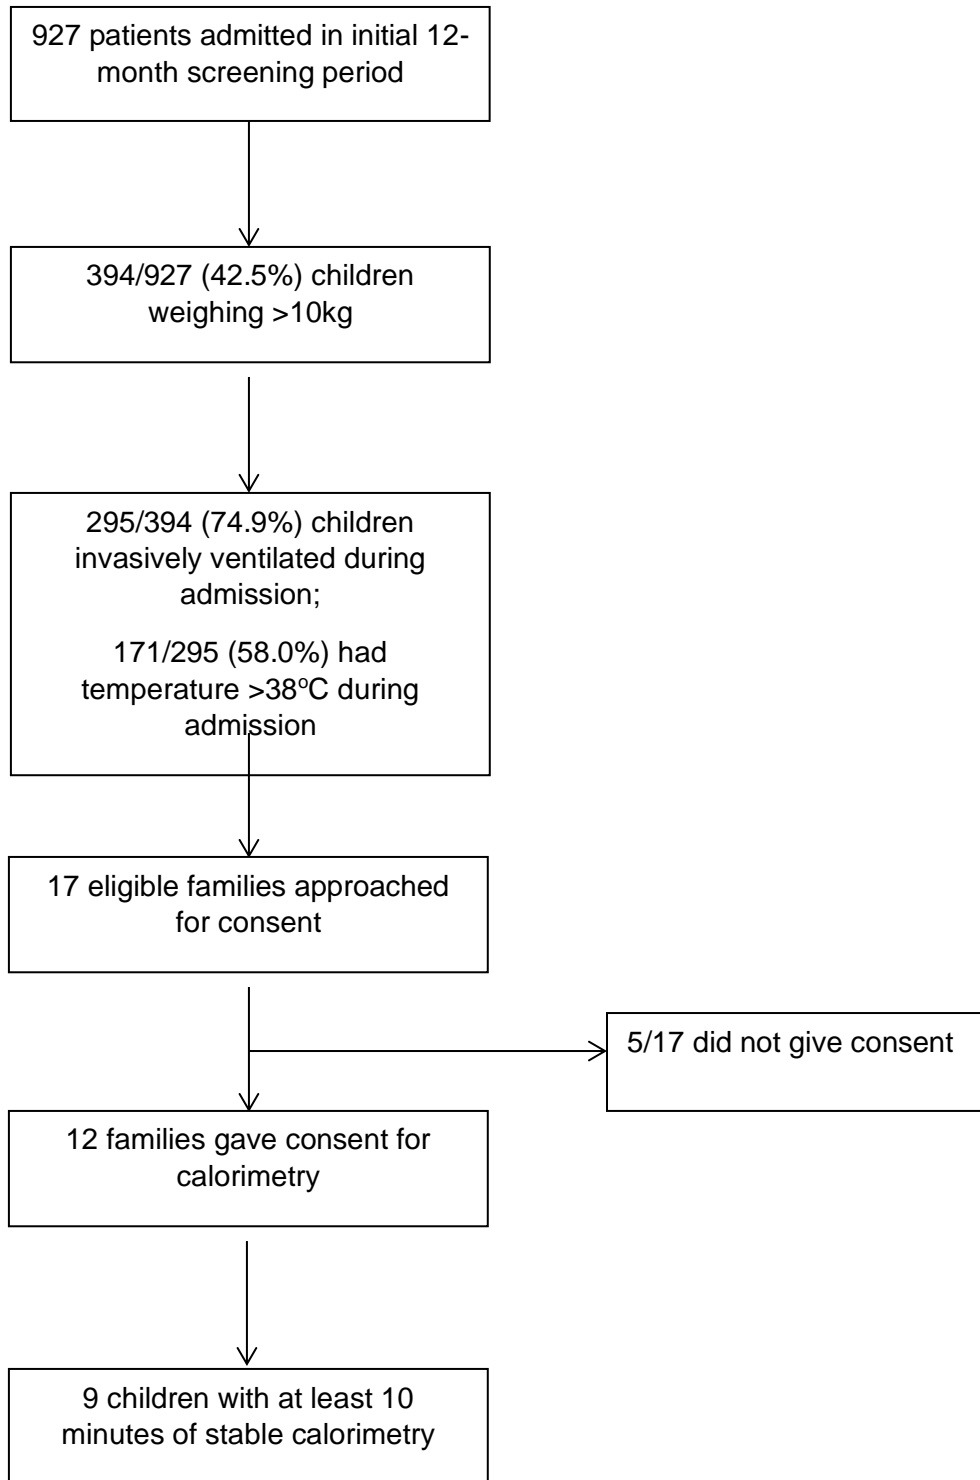 927 patients admitted in initial 12-
month screening period
394/927 (42.5%) children
weighing >10kg
295/394 (74.9%) children
invasively ventilated during
admission;
171/295 (58.0%) had
temperature >38°C during
admission
17 eligible families approached
for consent
5/17 did not give consent
12 families gave consent for
calorimetry
9 children with at least 10
minutes of stable calorimetry